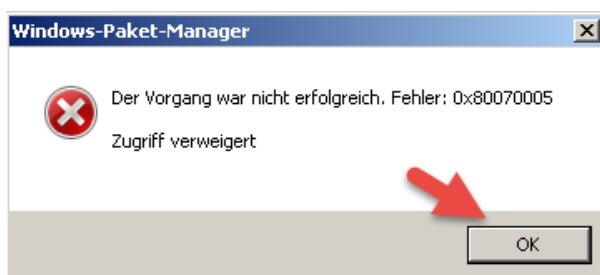 Windows-Paket-Manager
Der Vorgang war nicht erfolgreich. Fehler: 0x80070005
Zugriff verweigert
OK